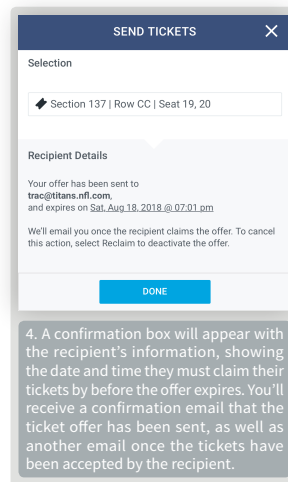 SEND TICKETS
Selection
Section 137 | Row CC | Seat 19, 20
Recipient Details
Your offer has been sent to
trac@titans.nfl.com,
and expires on Sat, Aug 18, 2018 @ 07:01 pm
We'll email you once the recipient claims the offer. To cancel
this action, select Reclaim to deactivate the offer.
DONE
4. A confirmation box will appear with
the recipient's information, showing
the date and time they must claim their
tickets by before the offer expires. You'll
receive a confirmation email that the
ticket offer has been sent, as well as
another email once the tickets have
been accepted by the recipient.